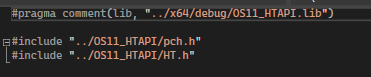 #pragma comment(lib, "../x64/debug/OS11_HTAPI.lib")
#include "../OS11_HTAPI/pch.h"
#include "../OS11_HTAPI/HT.h"